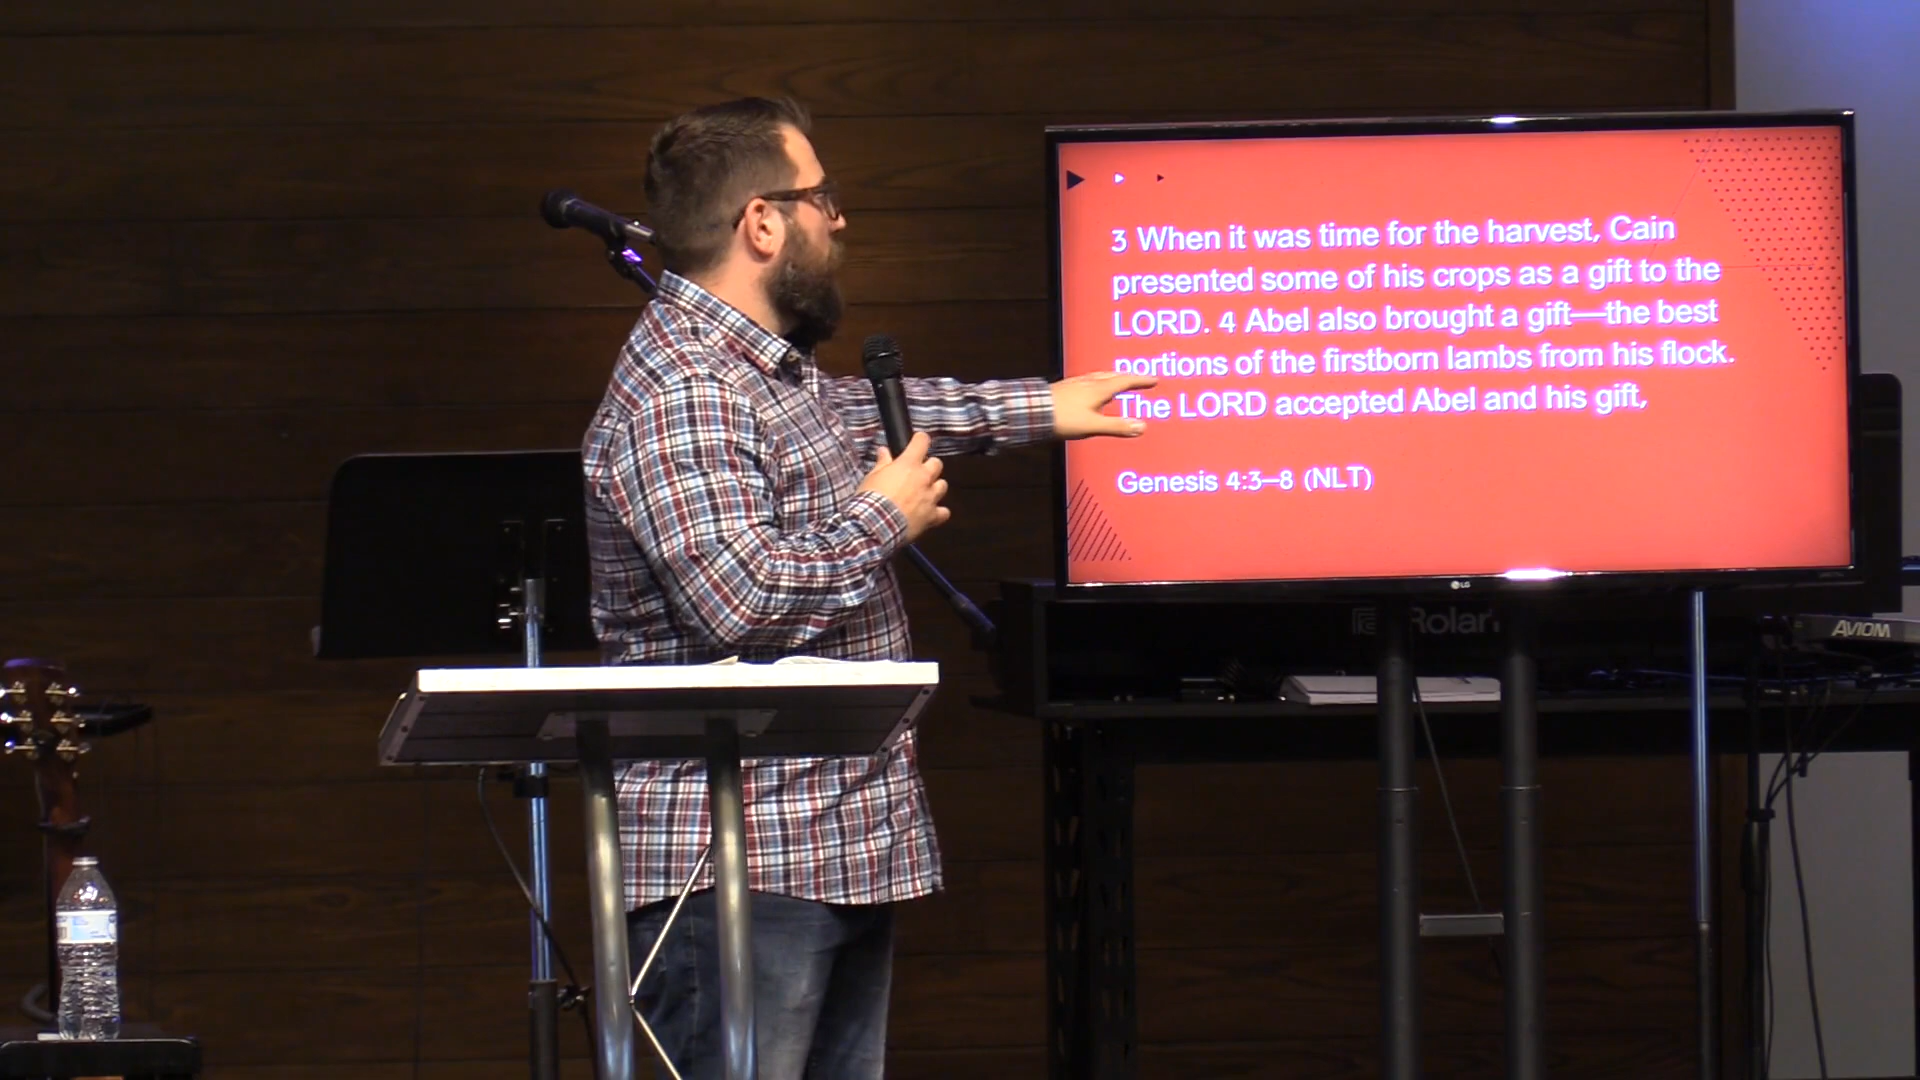 3 When it was time for the harvest, Cain
presented some of his crops as a gift to the
LORD. 4 Abel also brought a gift—the best
portions of the firstborn lambs from his flock.
The LORD accepted Abel and his gift,
Genesis 4:3–8 (NLT)
LG
Roland
AVIOM